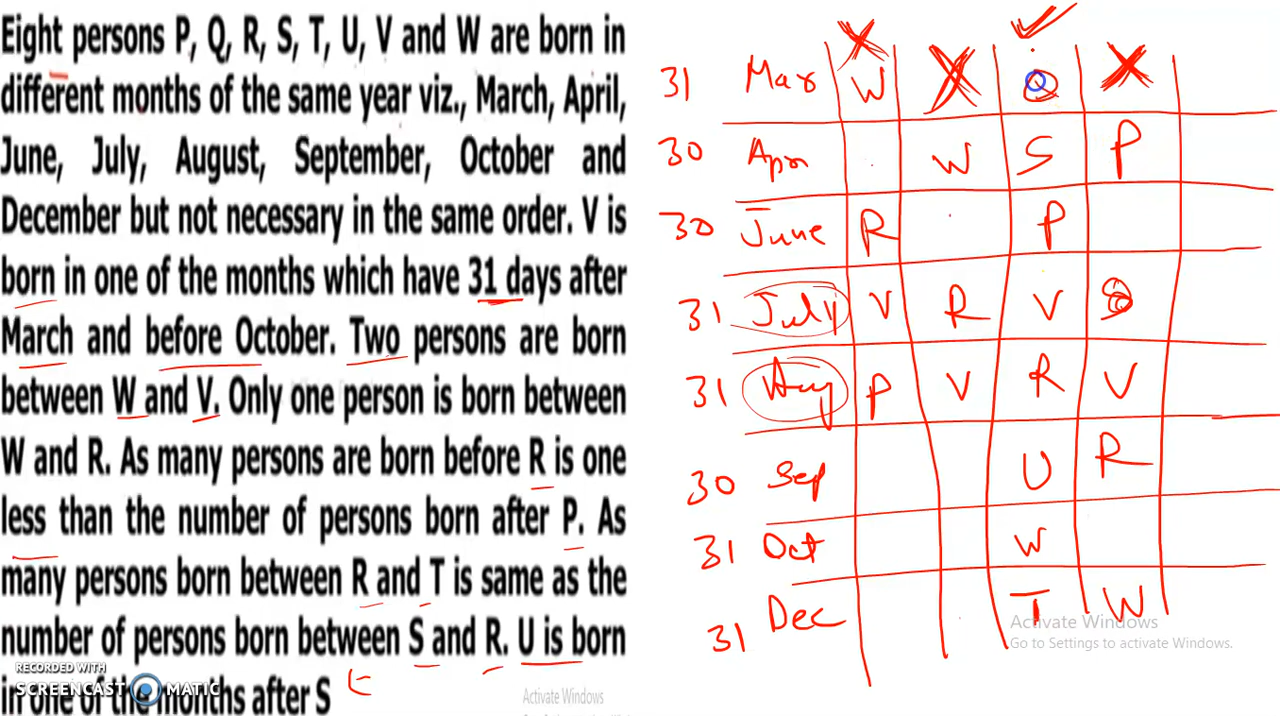 Eight persons P, Q, R, S, T, U, V and W are born in
different months of the same year viz., March, April,
June, July, August, September, October and
December but not necessary in the same order. V is
born in one of the months which have 31 days after
March and before October. Two persons are born
between W and V. Only one person is born between
W and R. As many persons are born before R is one
less than the number of persons born after P. As
many persons born between R and T is same as the
number of persons born between S and R. U is born
in one of the months after S
RECORDED WITH
SCREENCAST MATIC
31 Mar W Q
30 Apr W S P
30 June R P
31 July V R V
31 Aug P V R V
30 Sep U R
31 Oct W
31 Dec T W
Activate Windows
Go to Settings to activate Windows.
Activate Windows